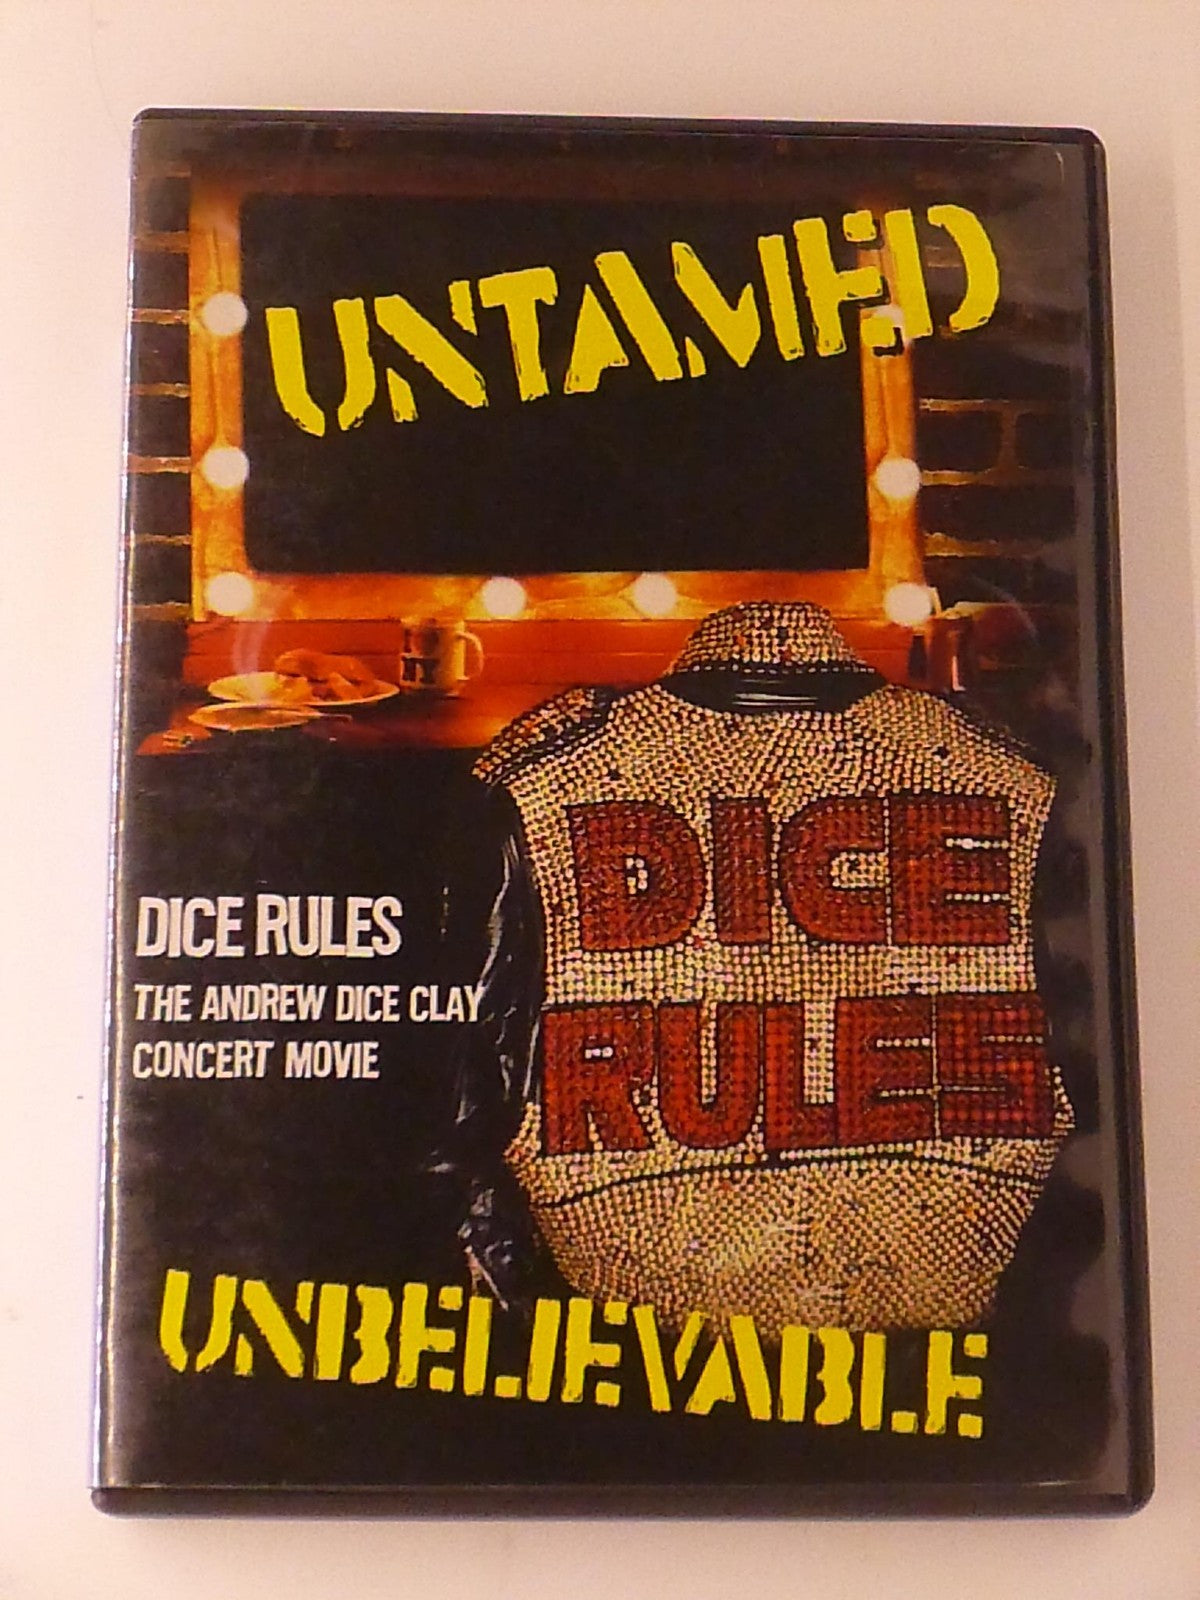 UNTAMED
DICE
RULES
DICE RULES
THE ANDREW DICE CLAY
CONCERT MOVIE
UNBELIEVABLE